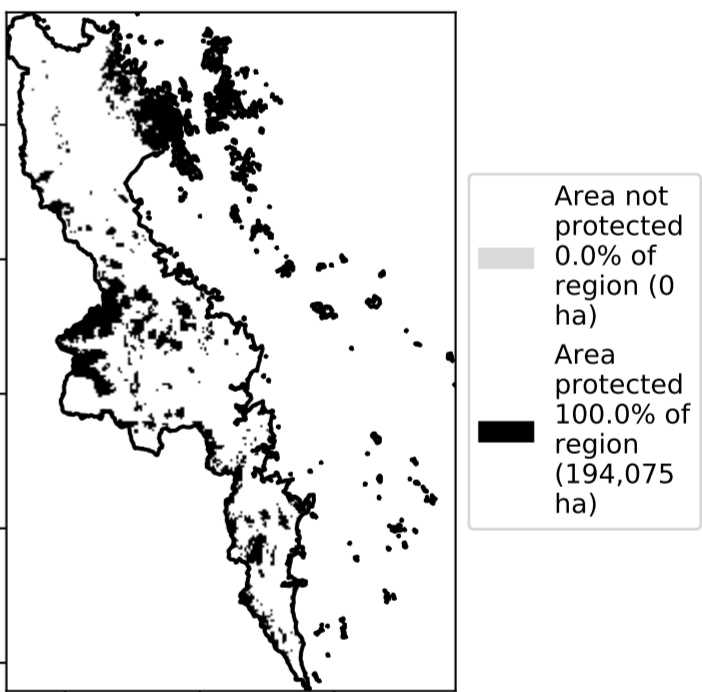 Area not
protected
0.0% of
region (0
ha)
Area
protected
100.0% of
region
(194,075
ha)